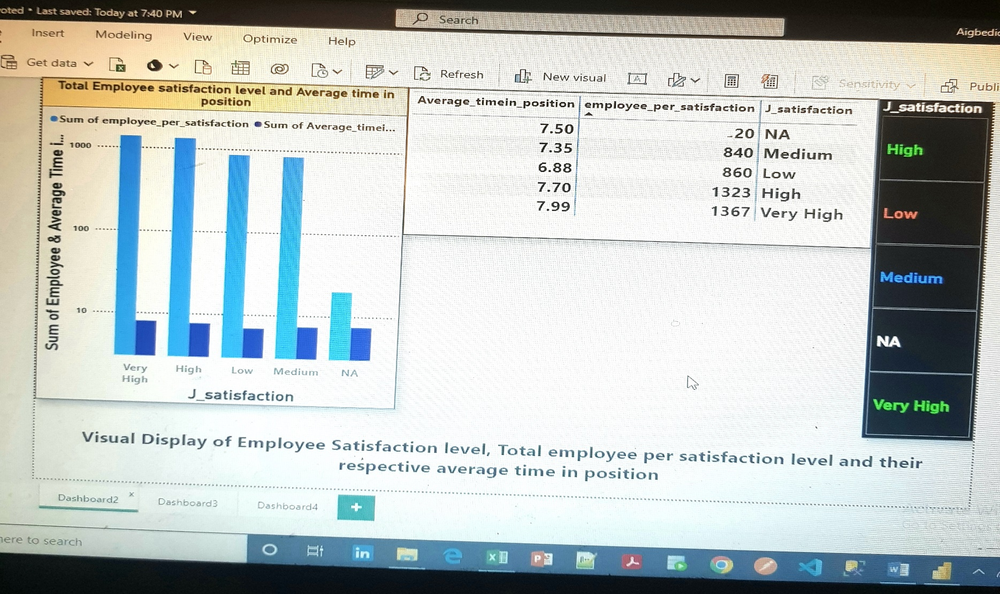 Last saved: Today at 7:40 PM
Search
Insert Modeling View Optimize Help
Get data
Refresh
New visual
Sensitivity
Total Employee satisfaction level and Average time in
position
Sum of employee_per_satisfaction Sum of Average_timei...
Sum of Employee & Average Time i...
1000
100
10
Very
High
High
Low
Medium
NA
J_satisfaction
Average_timein_position employee_per_satisfaction J_satisfaction
7.50 20 NA
7.35 840 Medium
6.88 860 Low
7.70 1323 High
7.99 1367 Very High
J_satisfaction
High
Low
Medium
NA
Very High
Visual Display of Employee Satisfaction level, Total employee per satisfaction level and their
respective average time in position
Dashboard2 x Dashboard3 Dashboard4 +
here to search
in